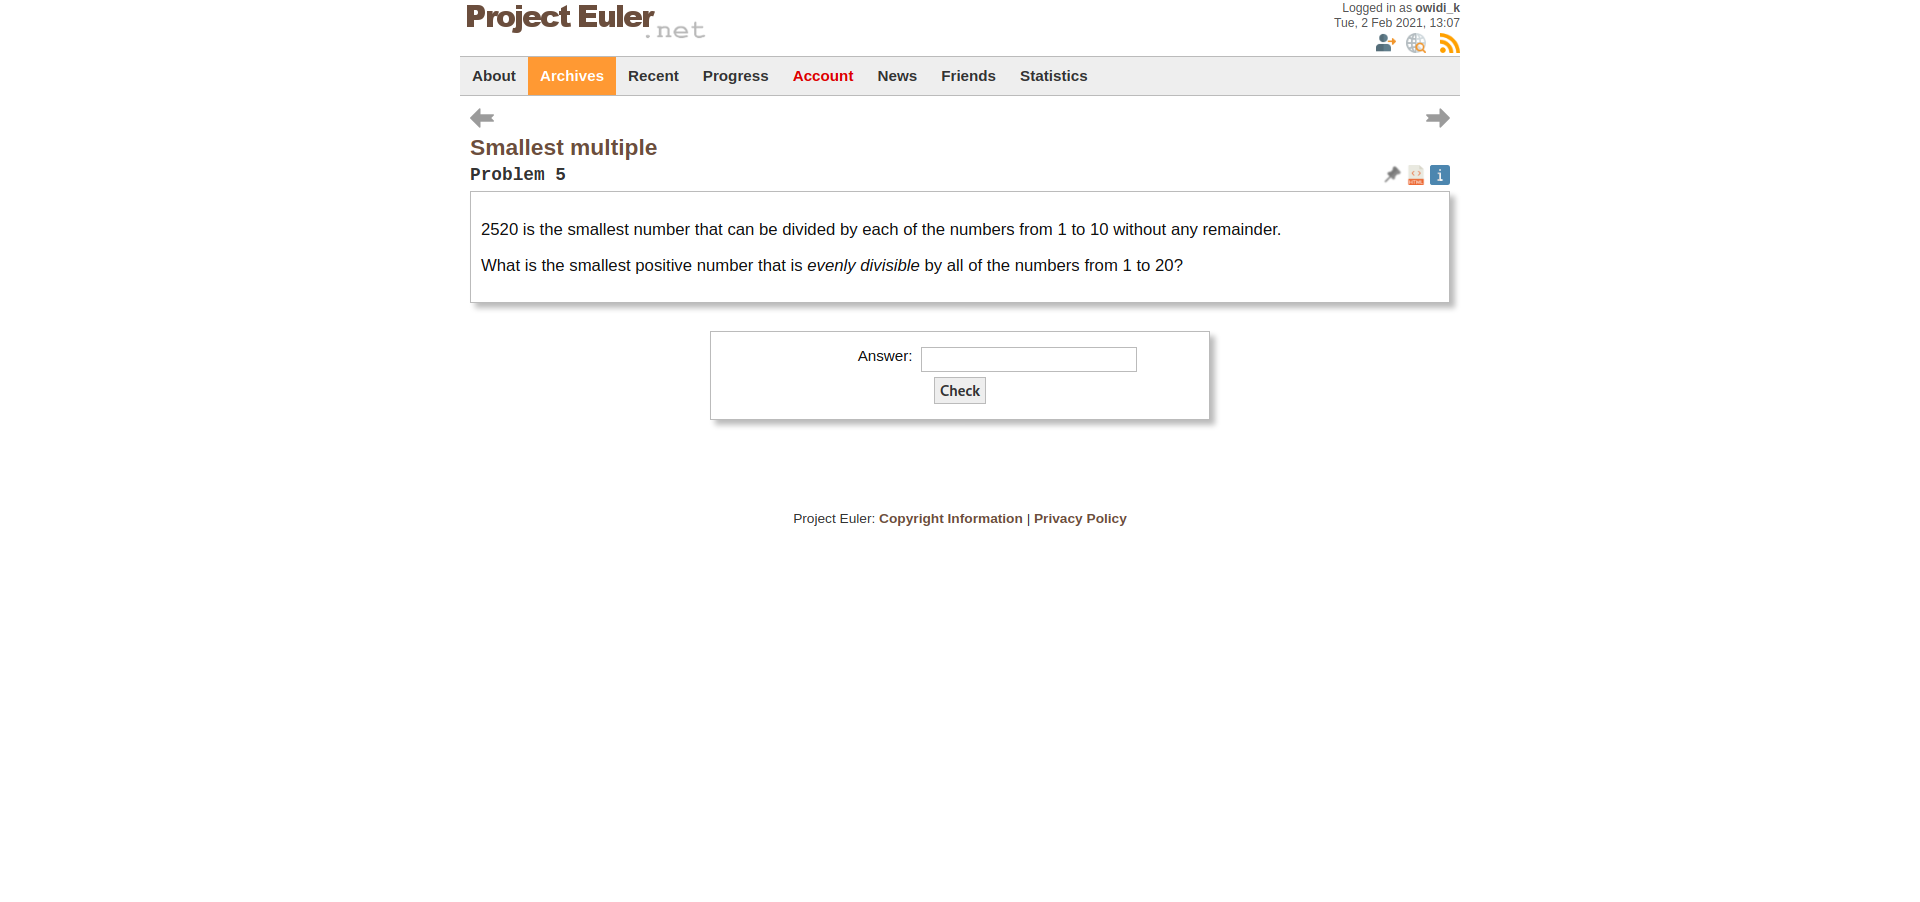 Project Euler.net
Logged in as owidi_k
Tue, 2 Feb 2021, 13:07
About Archives Recent Progress Account News Friends Statistics
Smallest multiple
Problem 5
HTML
i
2520 is the smallest number that can be divided by each of the numbers from 1 to 10 without any remainder.
What is the smallest positive number that is evenly divisible by all of the numbers from 1 to 20?
Answer:
Check
Project Euler: Copyright Information | Privacy Policy